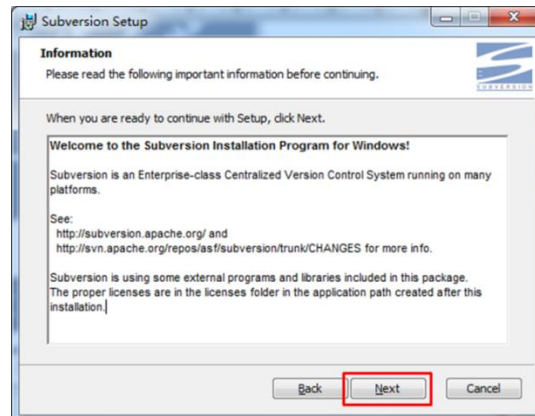 Subversion Setup
Information
Please read the following important information before continuing.
SUBVERSION
When you are ready to continue with Setup, click Next.
Welcome to the Subversion Installation Program for Windows!
Subversion is an Enterprise-class Centralized Version Control System running on many
platforms.
See:
http://subversion.apache.org/ and
http://svn.apache.org/repos/asf/subversion/trunk/CHANGES for more info.
Subversion is using some external programs and libraries included in this package.
The proper licenses are in the licenses folder in the application path created after this
installation.
Back
Next
Cancel